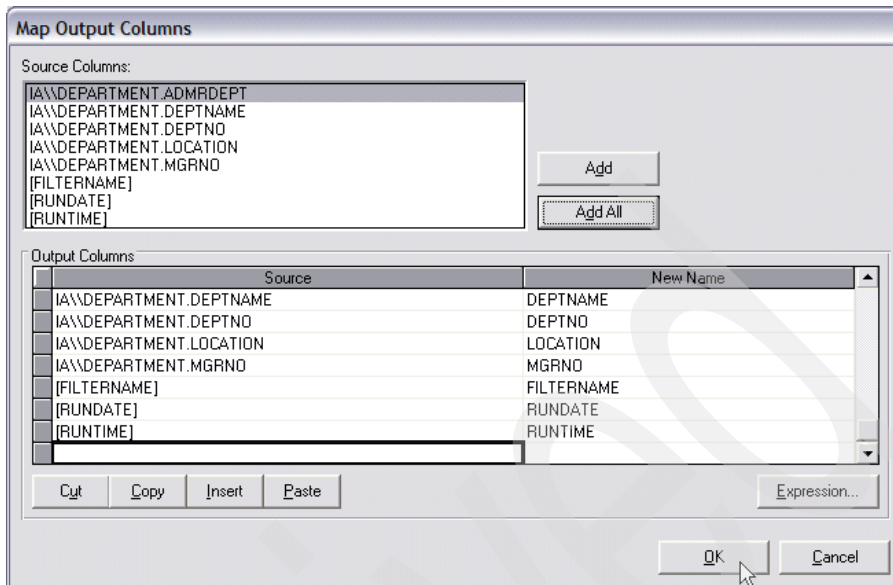 Map Output Columns
Source Columns:
IA\\DEPARTMENT.ADMRDEPT
IA\\DEPARTMENT.DEPTNAME
IA\\DEPARTMENT.DEPTNO
IA\\DEPARTMENT.LOCATION
IA\\DEPARTMENT.MGRNO
[FILTERNAME]
[RUNDATE]
[RUNTIME]
Add
Add All
Output Columns
Source New Name
IA\\DEPARTMENT.DEPTNAME DEPTNAME
IA\\DEPARTMENT.DEPTNO DEPTNO
IA\\DEPARTMENT.LOCATION LOCATION
IA\\DEPARTMENT.MGRNO MGRNO
[FILTERNAME] FILTERNAME
[RUNDATE] RUNDATE
[RUNTIME] RUNTIME
Cut Copy Insert Paste Expression...
OK Cancel